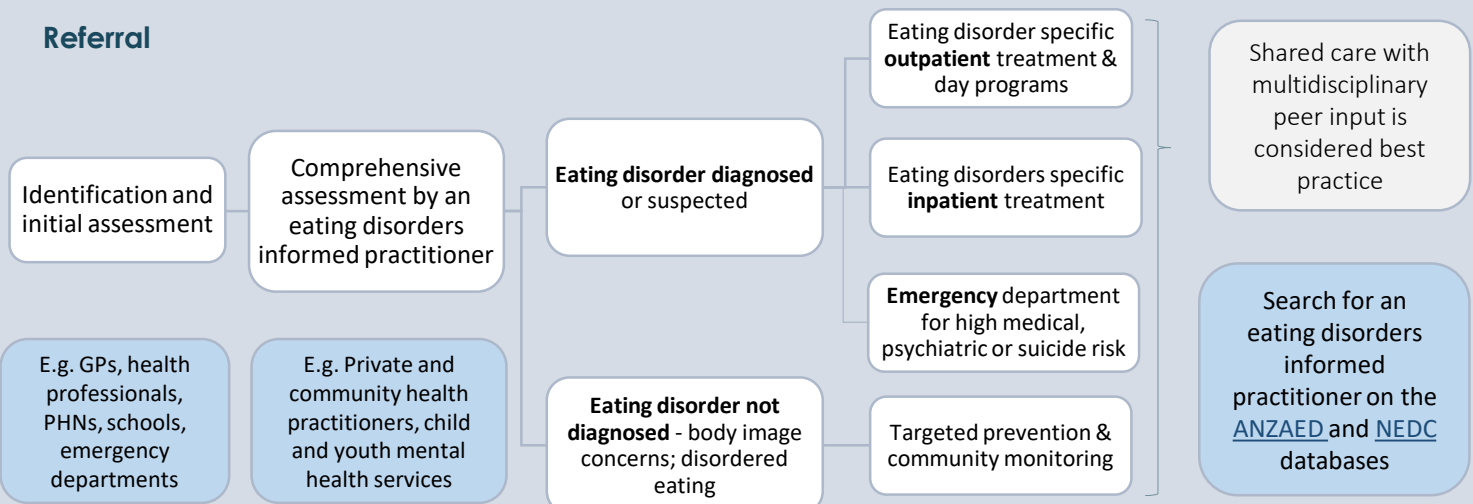 Referral
Identification and
initial assessment
Comprehensive
assessment by an
eating disorders
informed practitioner
Eating disorder diagnosed
or suspected
Eating disorder specific
outpatient treatment &
day programs
Eating disorders specific
inpatient treatment
Emergency department
for high medical,
psychiatric or suicide risk
Shared care with
multidisciplinary
peer input is
considered best
practice
E.g. GPs, health
professionals,
PHNs, schools,
emergency
departments
E.g. Private and
community health
practitioners, child
and youth mental
health services
Eating disorder not
diagnosed - body image
concerns; disordered
eating
Targeted prevention &
community monitoring
Search for an
eating disorders
informed
practitioner on the
ANZAED and NEDC
databases